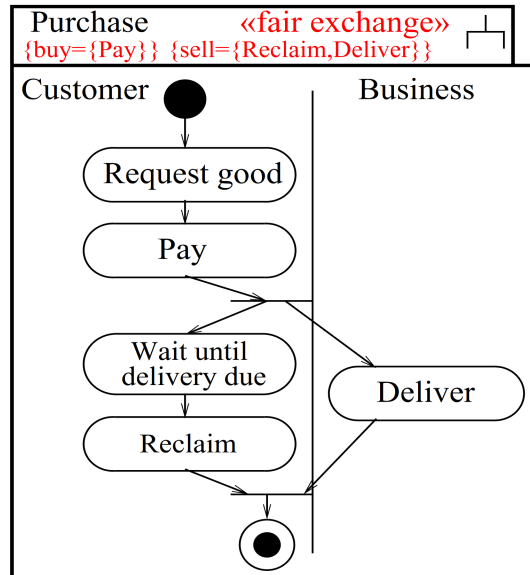 Purchase «fair exchange»
{buy={Pay}} {sell={Reclaim,Deliver}}
Customer Business
Request good
Pay
Wait until
delivery due
Deliver
Reclaim